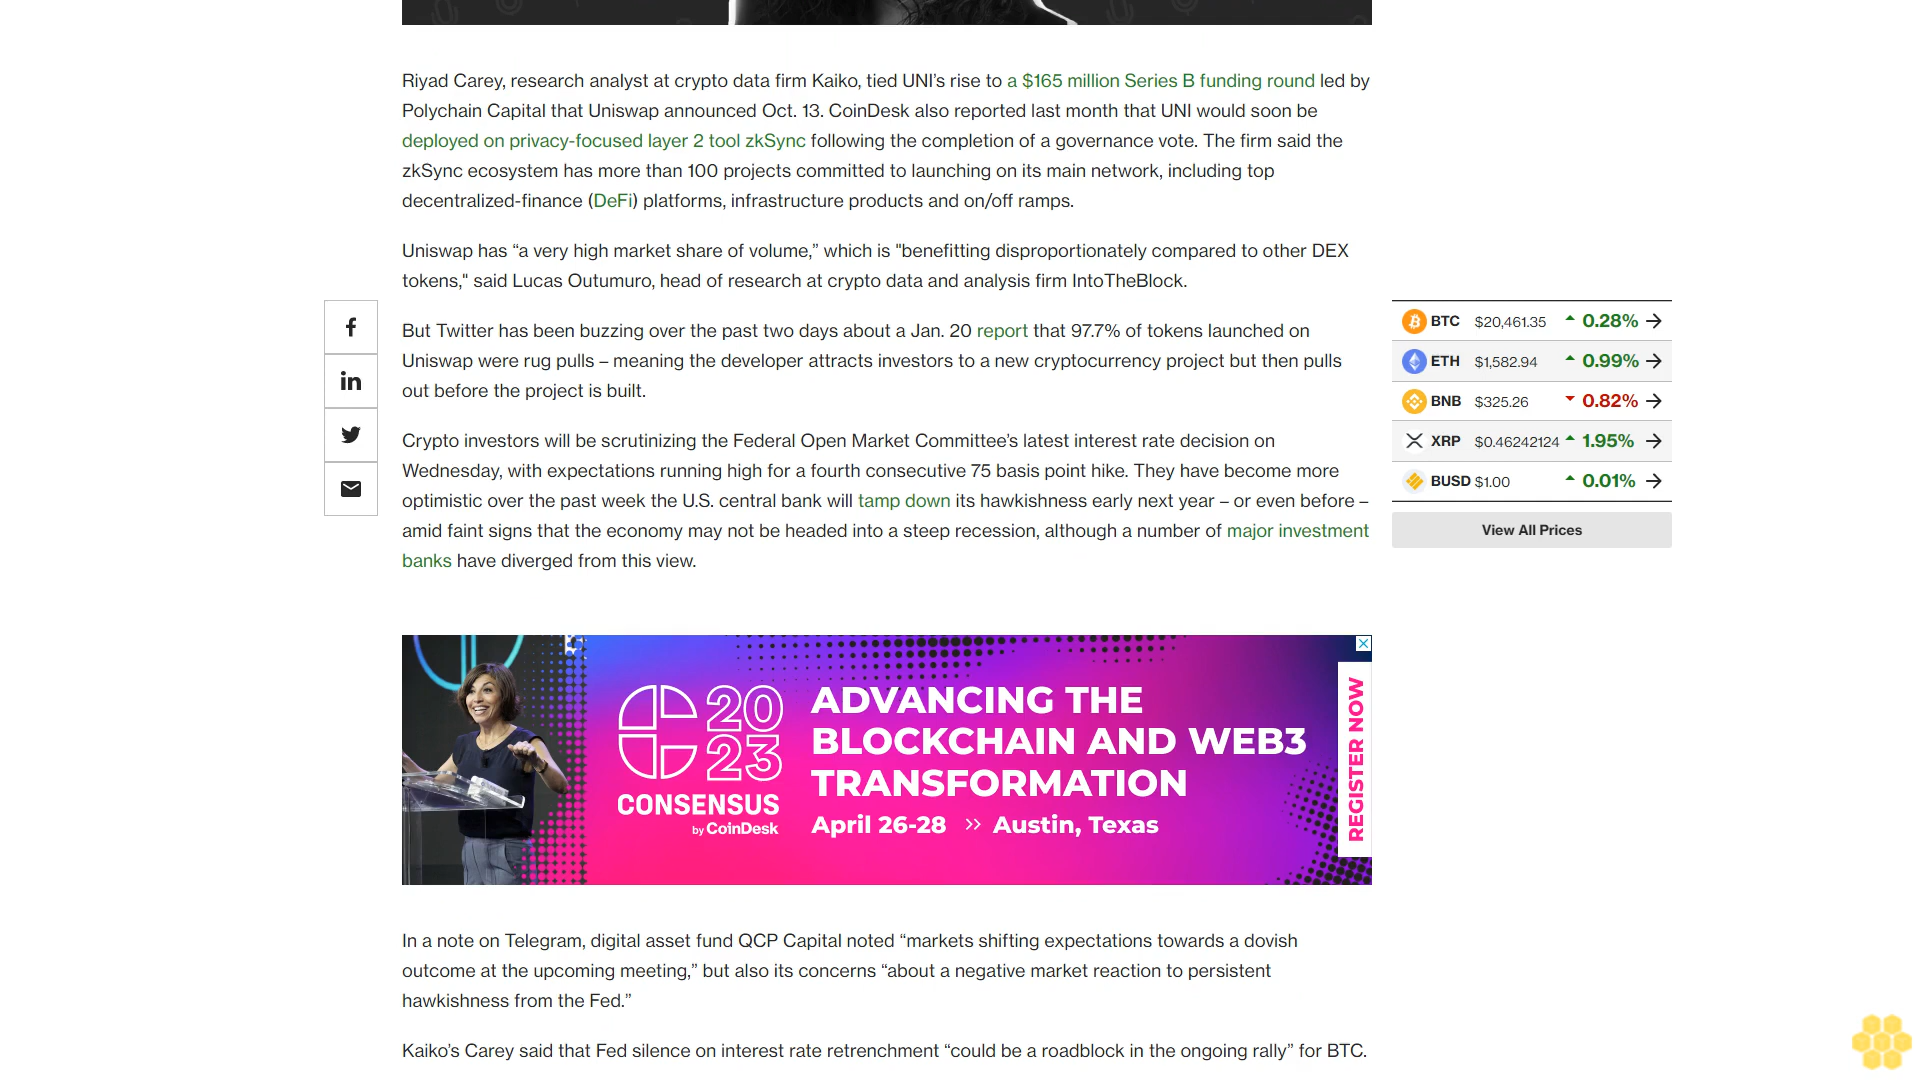 Riyad Carey, research analyst at crypto data firm Kaiko, tied UNI’s rise to a $165 million Series B funding round led by
Polychain Capital that Uniswap announced Oct. 13. CoinDesk also reported last month that UNI would soon be
deployed on privacy-focused layer 2 tool zkSync following the completion of a governance vote. The firm said the
zkSync ecosystem has more than 100 projects committed to launching on its main network, including top
decentralized-finance (DeFi) platforms, infrastructure products and on/off ramps.
Uniswap has “a very high market share of volume,” which is "benefitting disproportionately compared to other DEX
tokens," said Lucas Outumuro, head of research at crypto data and analysis firm IntoTheBlock.
But Twitter has been buzzing over the past two days about a Jan. 20 report that 97.7% of tokens launched on
Uniswap were rug pulls – meaning the developer attracts investors to a new cryptocurrency project but then pulls
out before the project is built.
Crypto investors will be scrutinizing the Federal Open Market Committee’s latest interest rate decision on
Wednesday, with expectations running high for a fourth consecutive 75 basis point hike. They have become more
optimistic over the past week the U.S. central bank will tamp down its hawkishness early next year – or even before –
amid faint signs that the economy may not be headed into a steep recession, although a number of major investment
banks have diverged from this view.
BTC $20,461.35 0.28%
ETH $1,582.94 0.99%
BNB $325.26 0.82%
XRP $0.46242124 1.95%
BUSD $1.00 0.01%
View All Prices
2023
CONSENSUS
by CoinDesk
ADVANCING THE
BLOCKCHAIN AND WEB3
TRANSFORMATION
April 26-28 >> Austin, Texas
REGISTER NOW
In a note on Telegram, digital asset fund QCP Capital noted “markets shifting expectations towards a dovish
outcome at the upcoming meeting,” but also its concerns “about a negative market reaction to persistent
hawkishness from the Fed.”
Kaiko’s Carey said that Fed silence on interest rate retrenchment “could be a roadblock in the ongoing rally” for BTC.